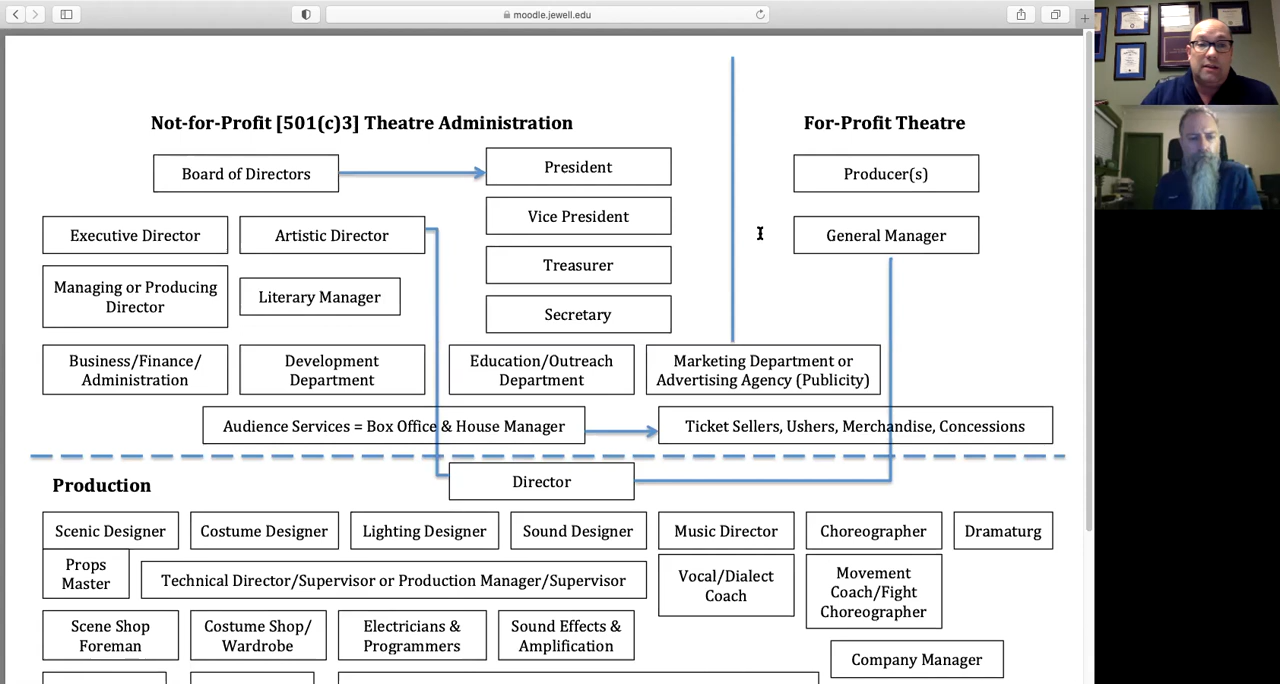 moodle.jewell.edu
Not-for-Profit [501(c)3] Theatre Administration
For-Profit Theatre
Board of Directors
President
Producer(s)
Vice President
Executive Director
Artistic Director
General Manager
Treasurer
Managing or Producing
Director
Literary Manager
Secretary
Business/Finance/
Administration
Development
Department
Education/Outreach
Department
Marketing Department or
Advertising Agency (Publicity)
Audience Services = Box Office & House Manager
Ticket Sellers, Ushers, Merchandise, Concessions
Production
Director
Scenic Designer
Costume Designer
Lighting Designer
Sound Designer
Music Director
Choreographer
Dramaturg
Props
Master
Technical Director/Supervisor or Production Manager/Supervisor
Vocal/Dialect
Coach
Movement
Coach/Fight
Choreographer
Scene Shop
Foreman
Costume Shop/
Wardrobe
Electricians &
Programmers
Sound Effects &
Amplification
Company Manager